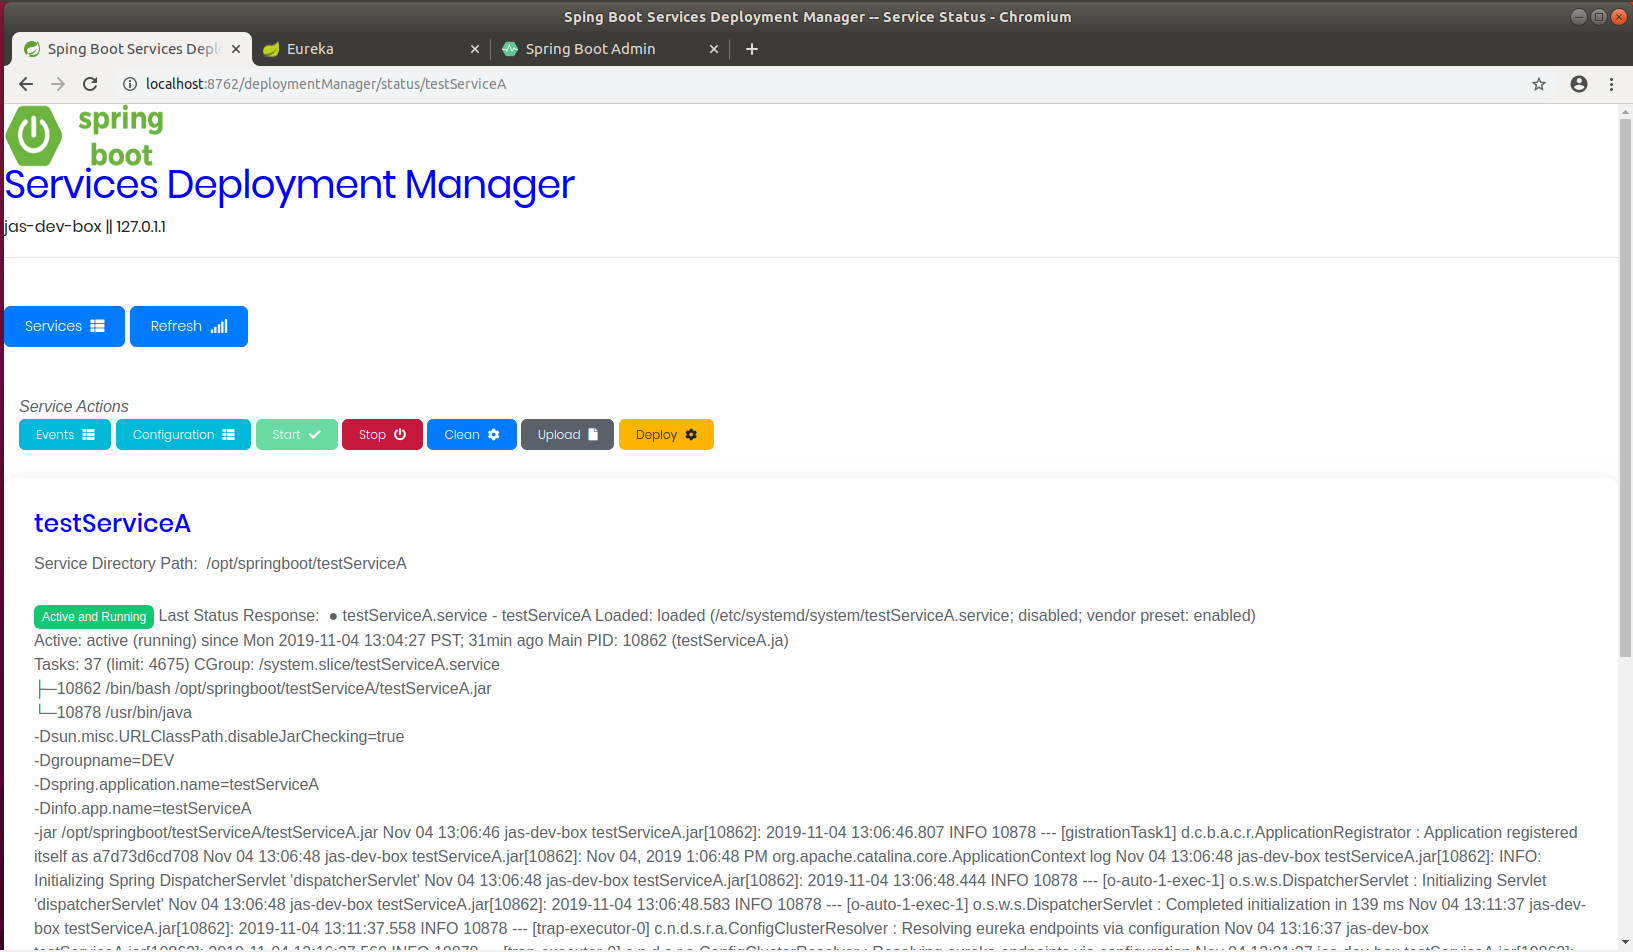 Sping Boot Services Deployment Manager -- Service Status - Chromium
Sping Boot Services Depl
Eureka
Spring Boot Admin
localhost:8762/deploymentManager/status/testServiceA
spring
boot
Services Deployment Manager
jas-dev-box || 127.0.1.1
Services
Refresh
Service Actions
Events
Configuration
Start
Stop
Clean
Upload
Deploy
testServiceA
Service Directory Path: /opt/springboot/testServiceA
Active and Running Last Status Response: ● testServiceA.service - testServiceA Loaded: loaded (/etc/systemd/system/testServiceA.service; disabled; vendor preset: enabled)
Active: active (running) since Mon 2019-11-04 13:04:27 PST; 31min ago Main PID: 10862 (testServiceA.ja)
Tasks: 37 (limit: 4675) CGroup: /system.slice/testServiceA.service
├─10862 /bin/bash /opt/springboot/testServiceA/testServiceA.jar
└─10878 /usr/bin/java
-Dsun.misc.URLClassPath.disableJarChecking=true
-Dgroupname=DEV
-Dspring.application.name=testServiceA
-Dinfo.app.name=testServiceA
-jar /opt/springboot/testServiceA/testServiceA.jar Nov 04 13:06:46 jas-dev-box testServiceA.jar[10862]: 2019-11-04 13:06:46.807 INFO 10878 --- [gistrationTask1] d.c.b.a.c.r.ApplicationRegistrator : Application registered
itself as a7d73d6cd708 Nov 04 13:06:48 jas-dev-box testServiceA.jar[10862]: Nov 04, 2019 1:06:48 PM org.apache.catalina.core.ApplicationContext log Nov 04 13:06:48 jas-dev-box testServiceA.jar[10862]: INFO:
Initializing Spring DispatcherServlet 'dispatcherServlet' Nov 04 13:06:48 jas-dev-box testServiceA.jar[10862]: 2019-11-04 13:06:48.444 INFO 10878 --- [o-auto-1-exec-1] o.s.w.s.DispatcherServlet : Initializing Servlet
'dispatcherServlet' Nov 04 13:06:48 jas-dev-box testServiceA.jar[10862]: 2019-11-04 13:06:48.583 INFO 10878 --- [o-auto-1-exec-1] o.s.w.s.DispatcherServlet : Completed initialization in 139 ms Nov 04 13:11:37 jas-dev-
box testServiceA.jar[10862]: 2019-11-04 13:11:37.558 INFO 10878 --- [trap-executor-0] c.n.d.s.r.a.ConfigClusterResolver : Resolving eureka endpoints via configuration Nov 04 13:16:37 jas-dev-box